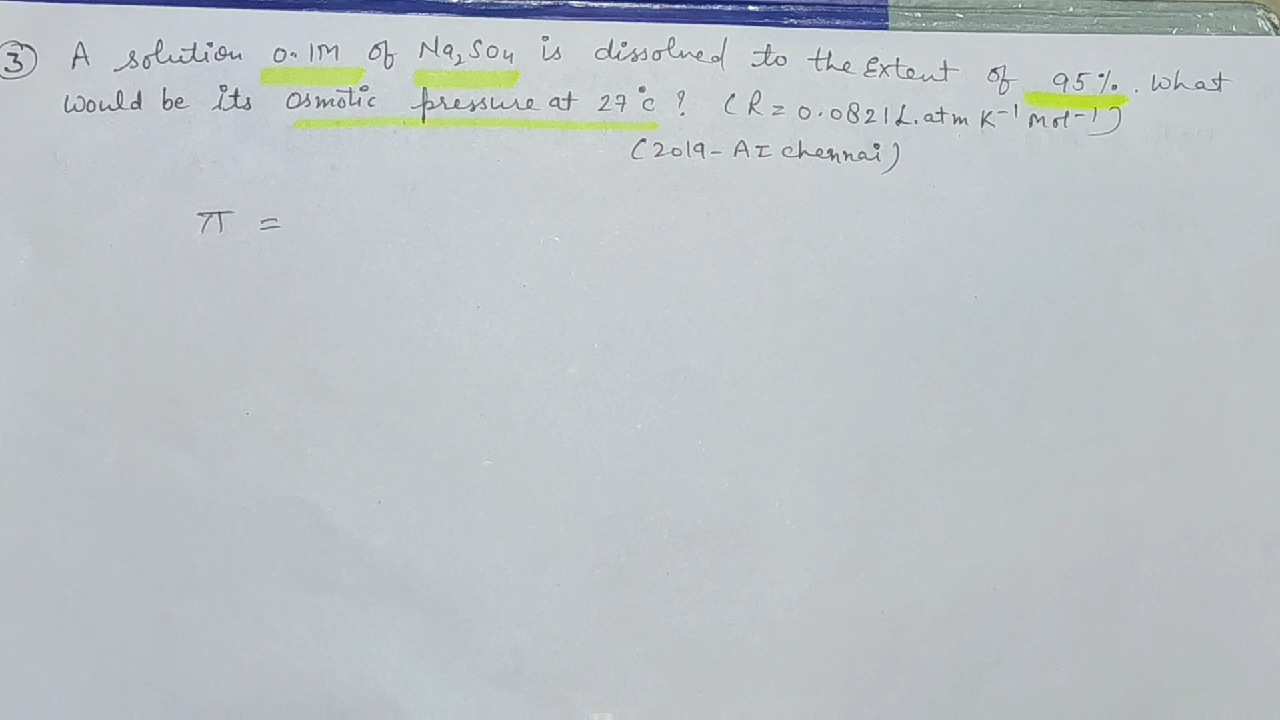 ③ A solution 0.1M of Na₂SO₄ is dissolved to the Extent of 95%. What
would be its Osmotic pressure at 27°C? (R = 0.0821 L.atm K⁻¹ mol⁻¹)
(2019 - AI chennai)
π =